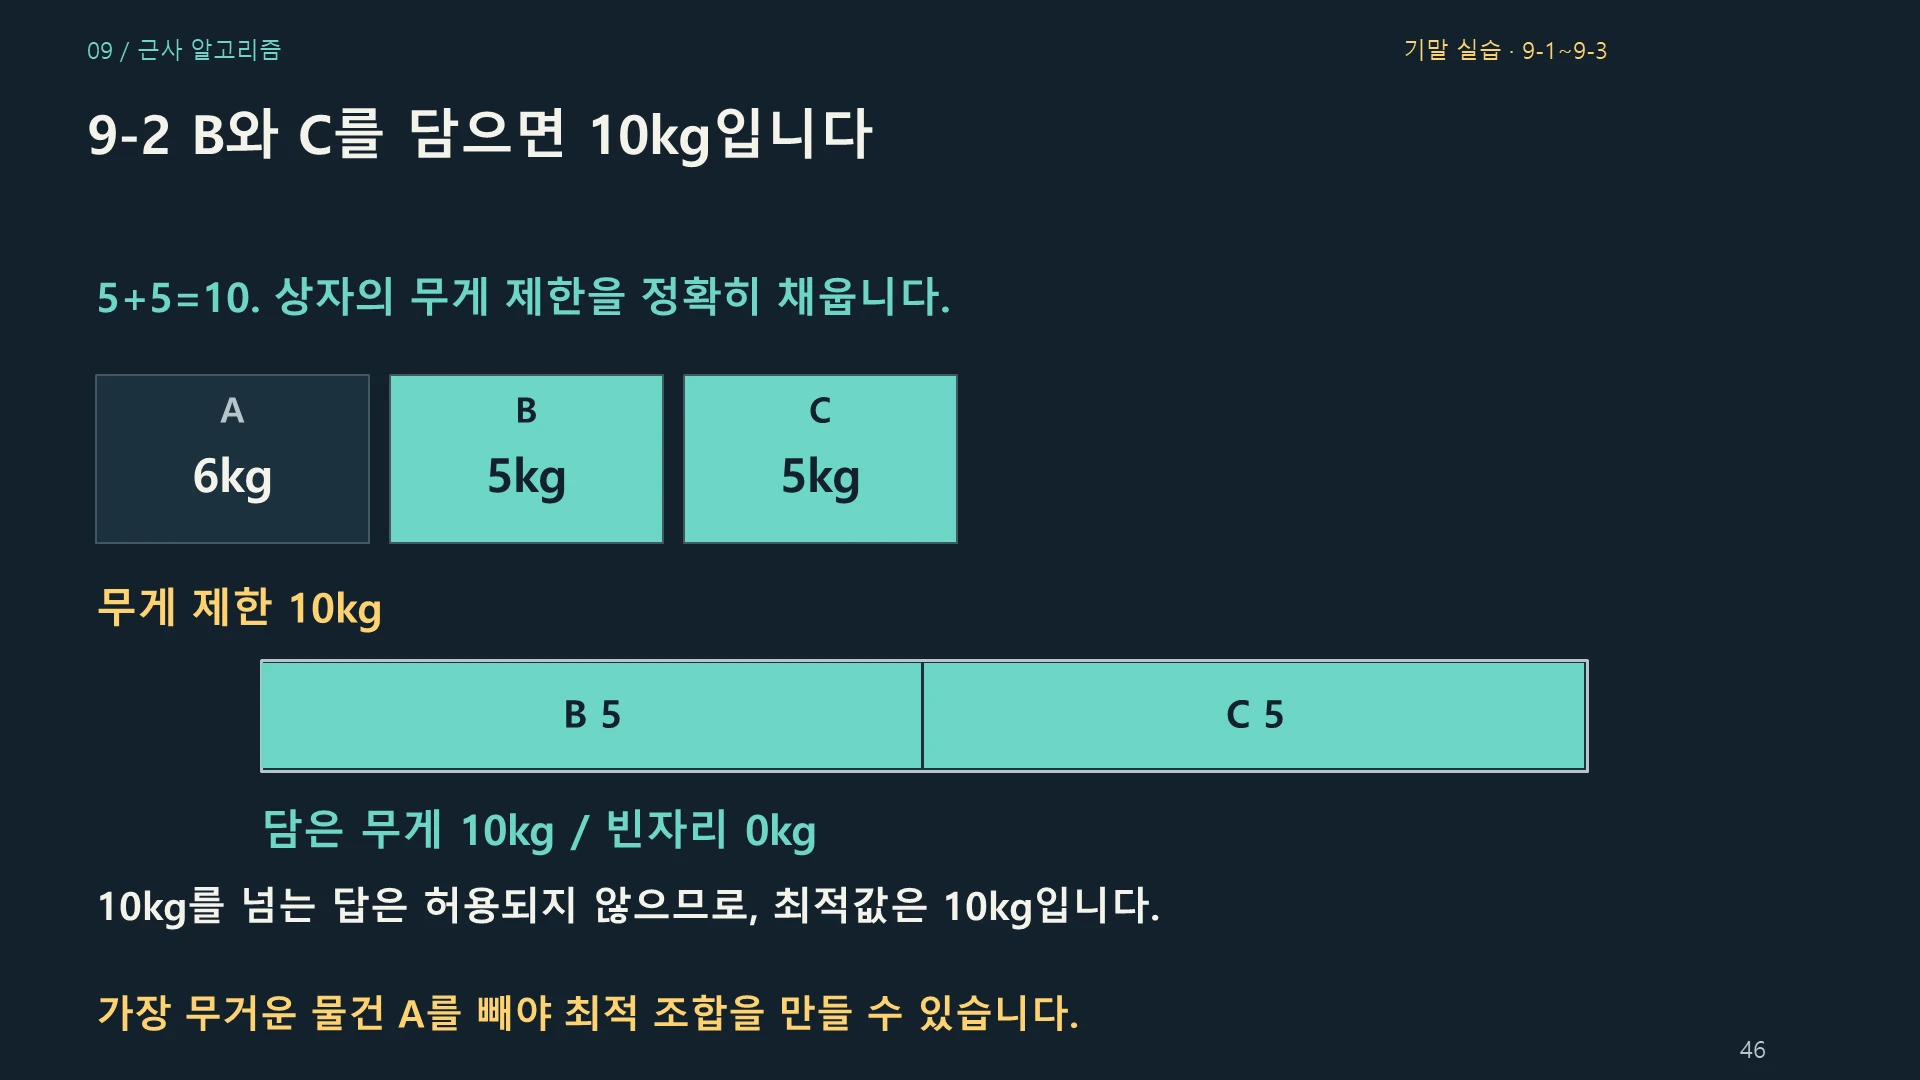 09 / 근사 알고리즘
기말 실습 · 9-1~9-3
9-2 B와 C를 담으면 10kg입니다
5+5=10. 상자의 무게 제한을 정확히 채웁니다.
A
6kg
B
5kg
C
5kg
무게 제한 10kg
B 5
C 5
담은 무게 10kg / 빈자리 0kg
10kg를 넘는 답은 허용되지 않으므로, 최적값은 10kg입니다.
가장 무거운 물건 A를 빼야 최적 조합을 만들 수 있습니다.
46